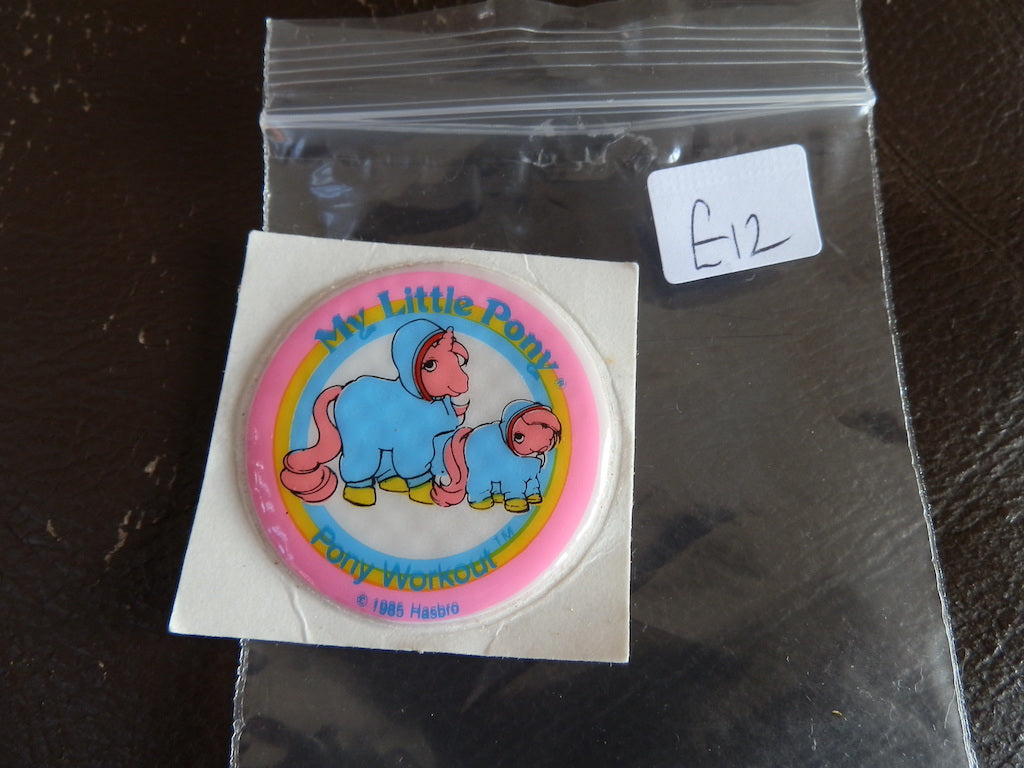 £12
My Little Pony®
Pony Workout™
© 1985 Hasbro